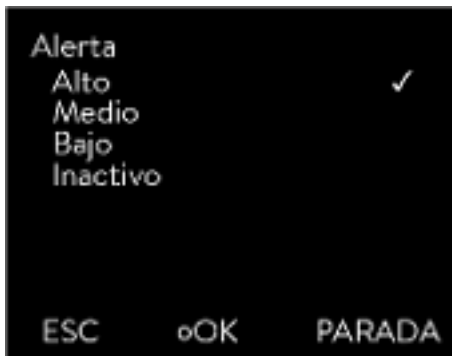 Alerta
Alto ✓
Medio
Bajo
Inactivo
ESC oOK PARADA